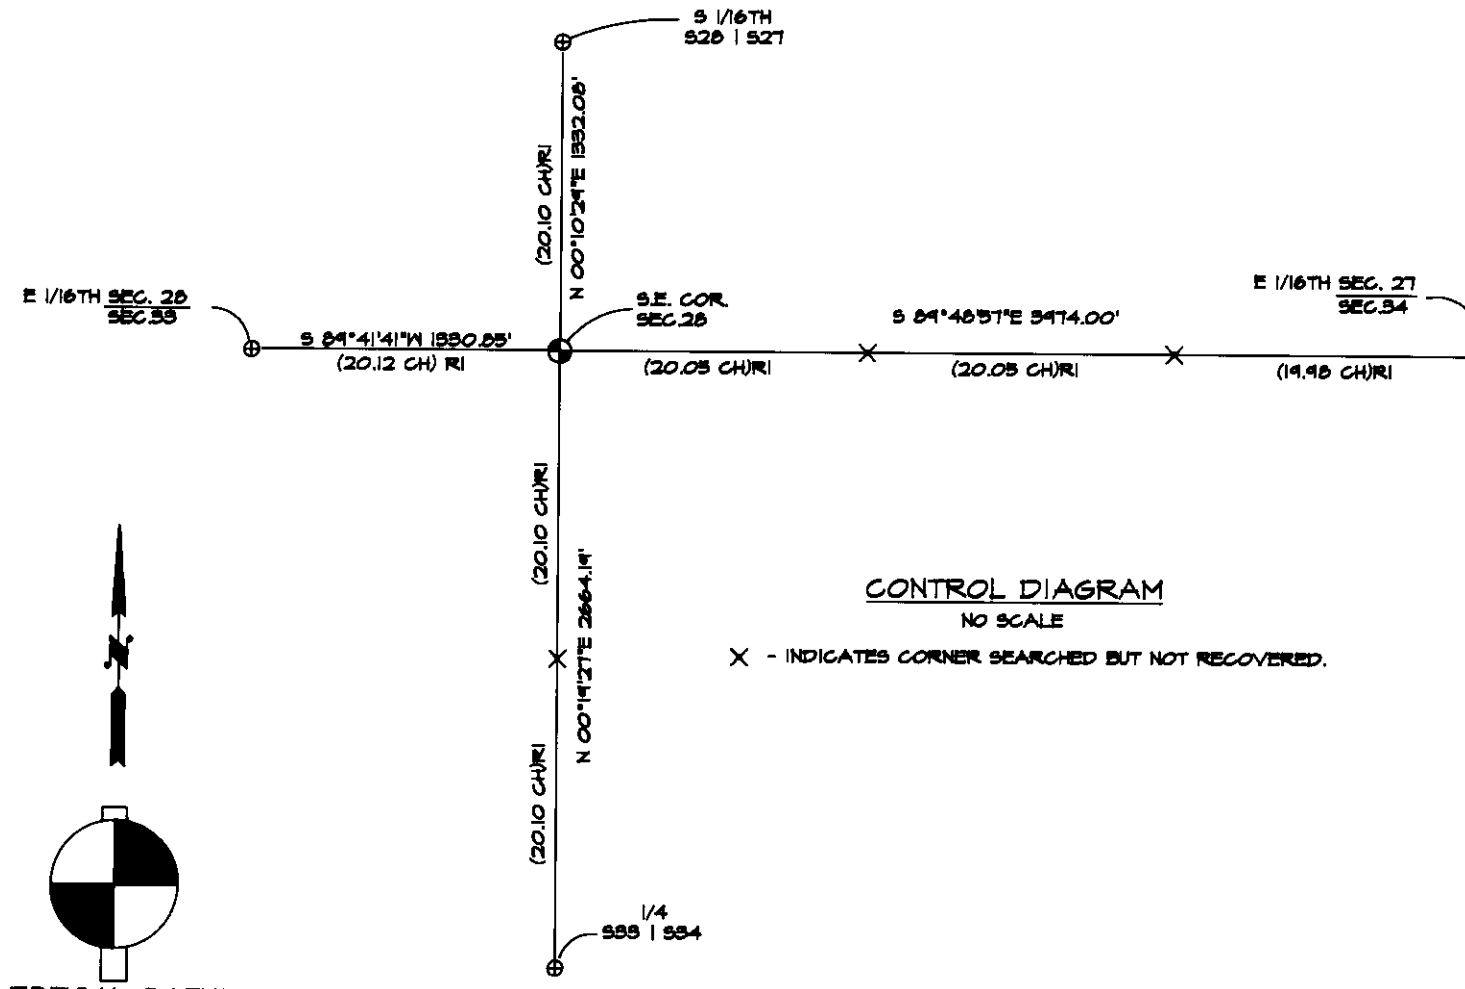 S 1/16TH
S28 | S27
(20.10 CH)R1
N 00°10'29"E 1332.08'
E 1/16TH SEC. 28
SEC.33
S.E. COR.
SEC.28
E 1/16TH SEC. 27
SEC.34
S 89°41'41"W 1330.85'
S 89°48'57"E 3974.00'
(20.12 CH) R1
(20.05 CH)R1
(20.05 CH)R1
(19.98 CH)R1
(20.10 CH)R1
N 00°19'27"E 2664.19'
CONTROL DIAGRAM
NO SCALE
X - INDICATES CORNER SEARCHED BUT NOT RECOVERED.
N
(20.10 CH)R1
1/4
S33 | S34